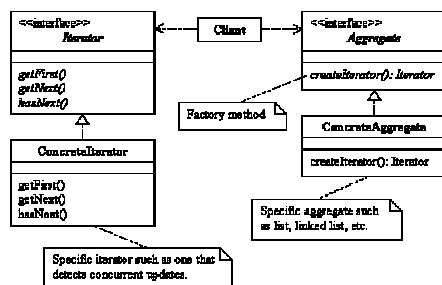 <<interface>>
Iterator
getFirst()
getNext()
hasNext()
Client
<<interface>>
Aggregate
createIterator(): Iterator
Factory method
ConcreteIterator
getFirst()
getNext()
hasNext()
ConcreteAggregate
createIterator(): Iterator
Specific aggregate such
as list, linked list, etc.
Specific iterator such as one that
detects concurrent updates.